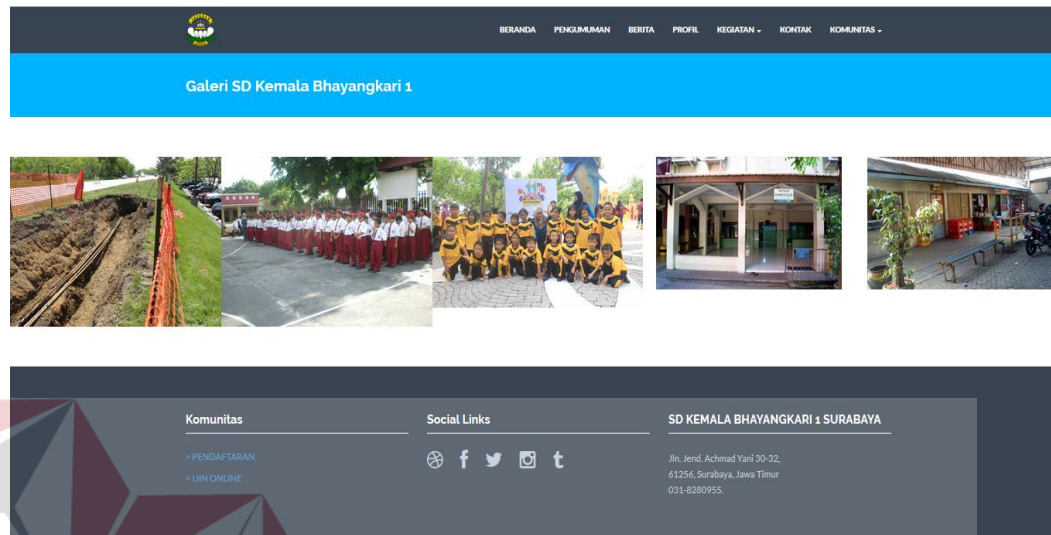 BERANDA PENGUMUMAN BERITA PROFIL KEGIATAN KONTAK KOMUNITAS
Galeri SD Kemala Bhayangkari 1
Komunitas
> PENDAFTARAN
> IJIN ONLINE
Social Links
SD KEMALA BHAYANGKARI 1 SURABAYA
Jln. Jend. Achmad Yani 30-32,
61256, Surabaya, Jawa Timur
031-8280955.